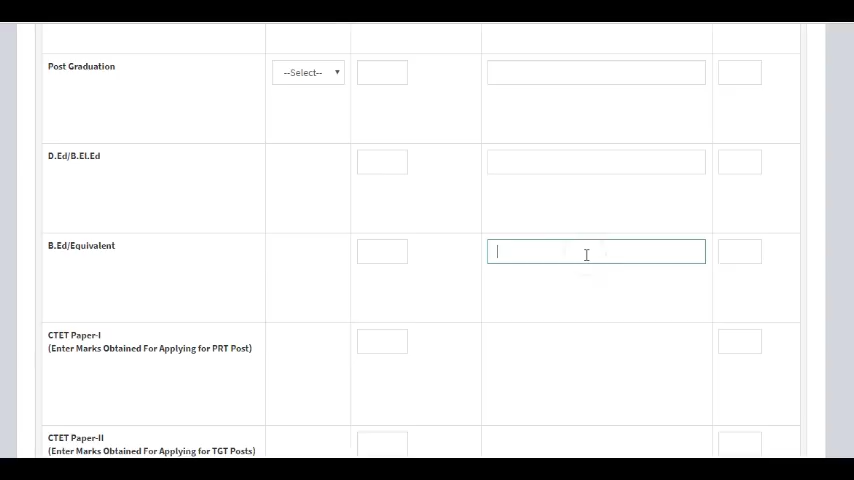 Post Graduation
--Select--
D.Ed/B.El.Ed
B.Ed/Equivalent
CTET Paper-I
(Enter Marks Obtained For Applying for PRT Post)
CTET Paper-II
(Enter Marks Obtained For Applying for TGT Posts)